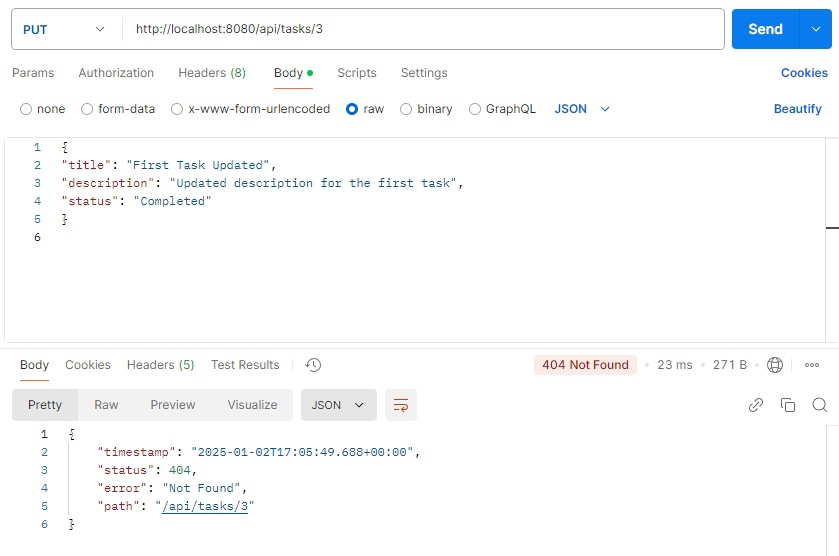 PUT http://localhost:8080/api/tasks/3 Send
Params Authorization Headers (8) Body Scripts Settings Cookies
none form-data x-www-form-urlencoded raw binary GraphQL JSON Beautify
1 {
2 "title": "First Task Updated",
3 "description": "Updated description for the first task",
4 "status": "Completed"
5 }
6
Body Cookies Headers (5) Test Results 404 Not Found 23 ms 271 B
Pretty Raw Preview Visualize JSON
1 {
2 "timestamp": "2025-01-02T17:05:49.688+00:00",
3 "status": 404,
4 "error": "Not Found",
5 "path": "/api/tasks/3"
6 }